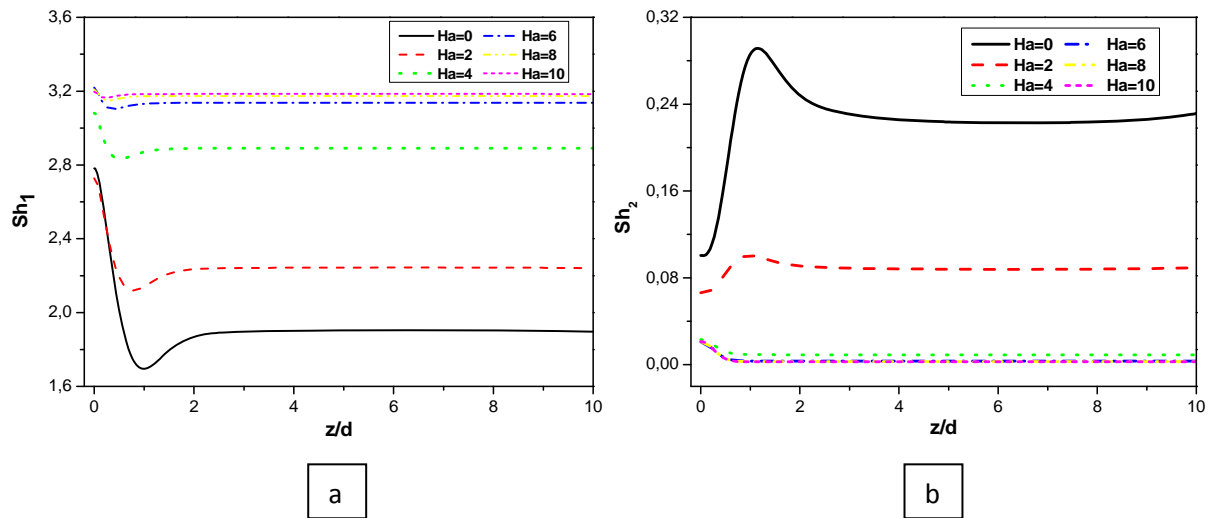 3,6
3,2
2,8
2,4
2,0
1,6
Sh1
Ha=0 Ha=6
Ha=2 Ha=8
Ha=4 Ha=10
0 2 4 6 8 10
z/d
a
0,32
0,24
0,16
0,08
0,00
Sh2
Ha=0 Ha=6
Ha=2 Ha=8
Ha=4 Ha=10
0 2 4 6 8 10
z/d
b